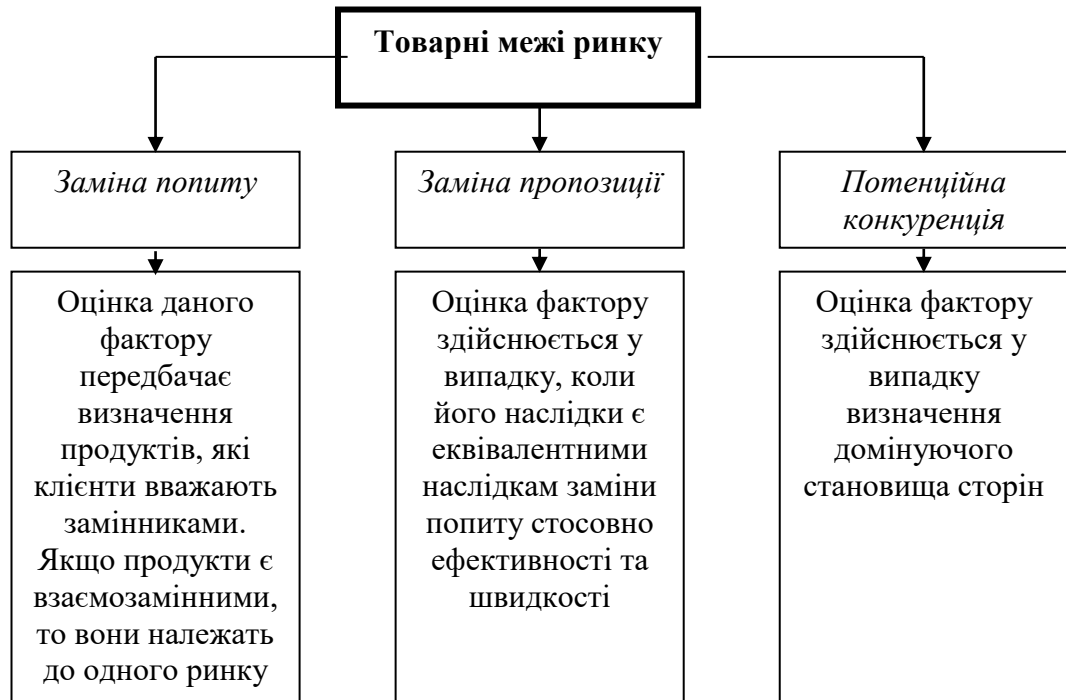 Товарні межі ринку
Заміна попиту
Заміна пропозиції
Потенційна
конкуренція
Оцінка даного
фактору
передбачає
визначення
продуктів, які
клієнти вважають
замінниками.
Якщо продукти є
взаємозамінними,
то вони належать
до одного ринку
Оцінка фактору
здійснюється у
випадку, коли
його наслідки є
еквівалентними
наслідкам заміни
попиту стосовно
ефективності та
швидкості
Оцінка фактору
здійснюється у
випадку
визначення
домінуючого
становища сторін